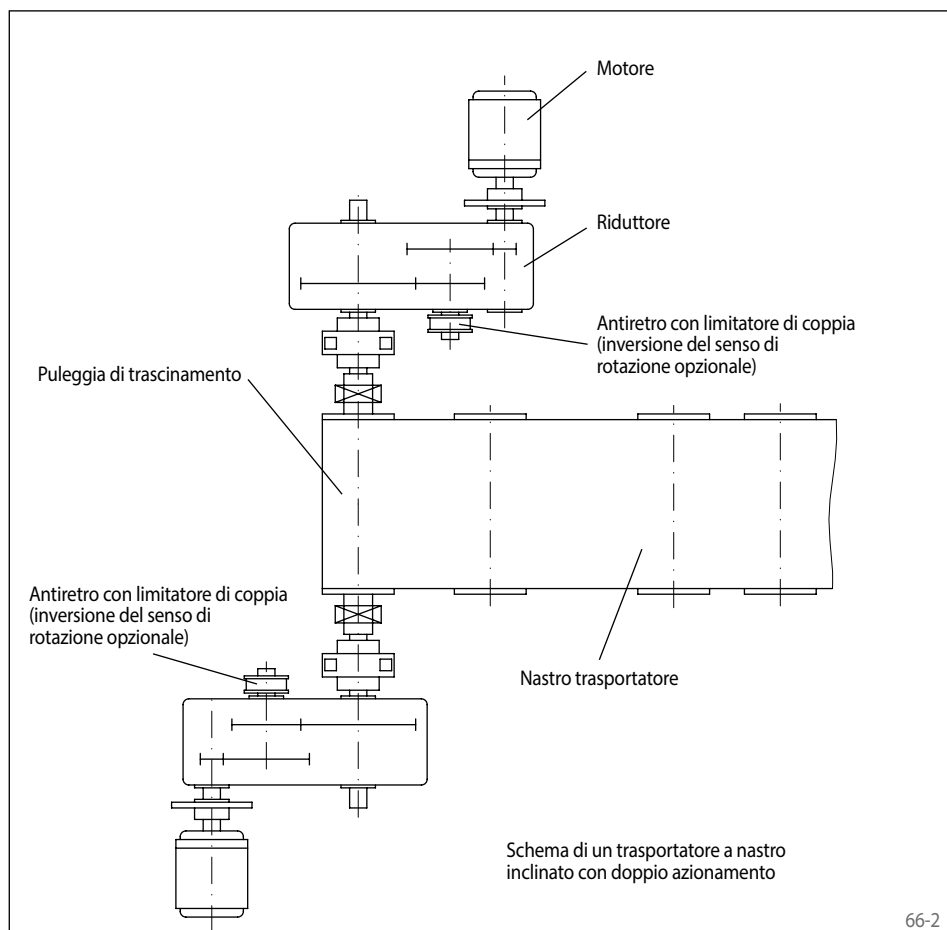 Motore
Riduttore
Antiretro con limitatore di coppia
(inversione del senso di
rotazione opzionale)
Puleggia di trascinamento
Antiretro con limitatore di coppia
(inversione del senso di
rotazione opzionale)
Nastro trasportatore
Schema di un trasportatore a nastro
inclinato con doppio azionamento
66-2